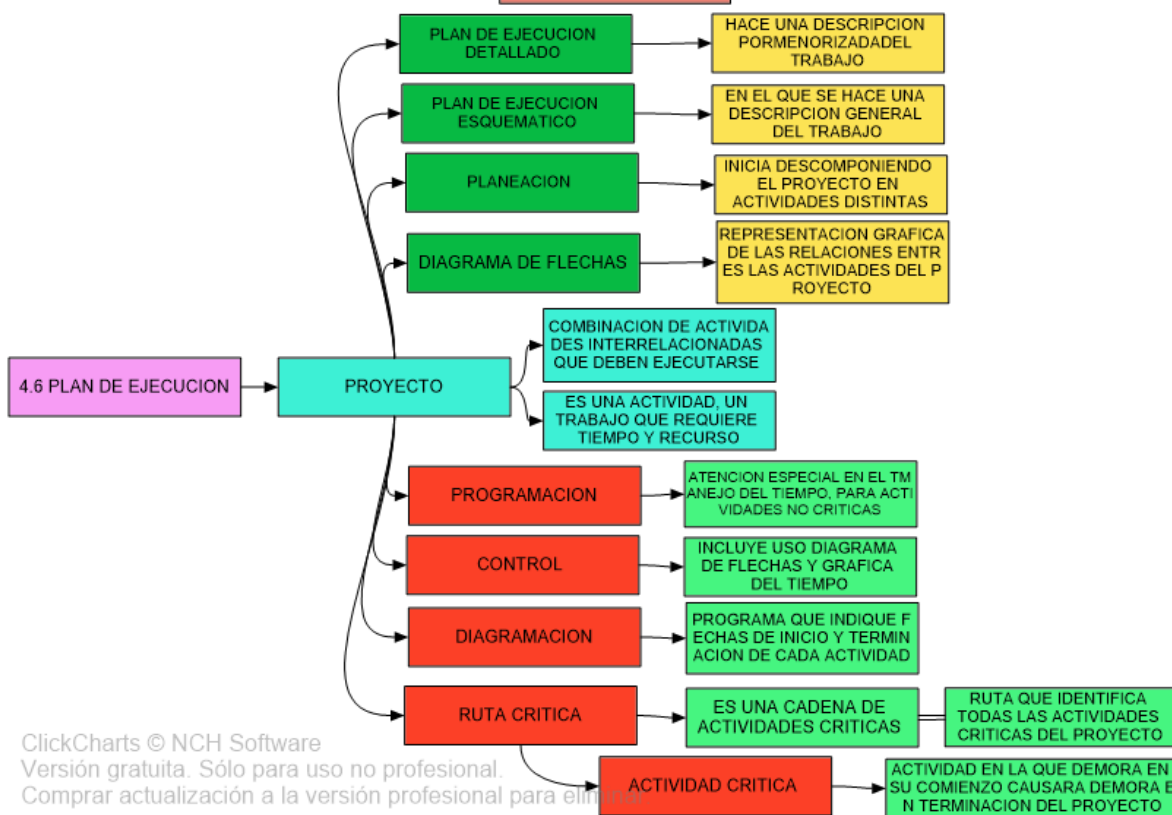 PLAN DE EJECUCION
DETALLADO
HACE UNA DESCRIPCION
PORMENORIZADADEL
TRABAJO
PLAN DE EJECUCION
ESQUEMATICO
EN EL QUE SE HACE UNA
DESCRIPCION GENERAL
DEL TRABAJO
PLANEACION
INICIA DESCOMPONIENDO
EL PROYECTO EN
ACTIVIDADES DISTINTAS
DIAGRAMA DE FLECHAS
REPRESENTACION GRAFICA
DE LAS RELACIONES ENTR
ES LAS ACTIVIDADES DEL P
ROYECTO
4.6 PLAN DE EJECUCION
PROYECTO
COMBINACION DE ACTIVIDA
DES INTERRELACIONADAS
QUE DEBEN EJECUTARSE
ES UNA ACTIVIDAD, UN
TRABAJO QUE REQUIERE
TIEMPO Y RECURSO
PROGRAMACION
ATENCION ESPECIAL EN EL TM
ANEJO DEL TIEMPO, PARA ACTI
VIDADES NO CRITICAS
CONTROL
INCLUYE USO DIAGRAMA
DE FLECHAS Y GRAFICA
DEL TIEMPO
DIAGRAMACION
PROGRAMA QUE INDIQUE F
ECHAS DE INICIO Y TERMIN
ACION DE CADA ACTIVIDAD
RUTA CRITICA
ES UNA CADENA DE
ACTIVIDADES CRITICAS
RUTA QUE IDENTIFICA
TODAS LAS ACTIVIDADES
CRITICAS DEL PROYECTO
ACTIVIDAD CRITICA
ACTIVIDAD EN LA QUE DEMORA EN
SU COMIENZO CAUSARA DEMORA E
N TERMINACION DEL PROYECTO
ClickCharts © NCH Software
Versión gratuita. Sólo para uso no profesional.
Comprar actualización a la versión profesional para eliminar